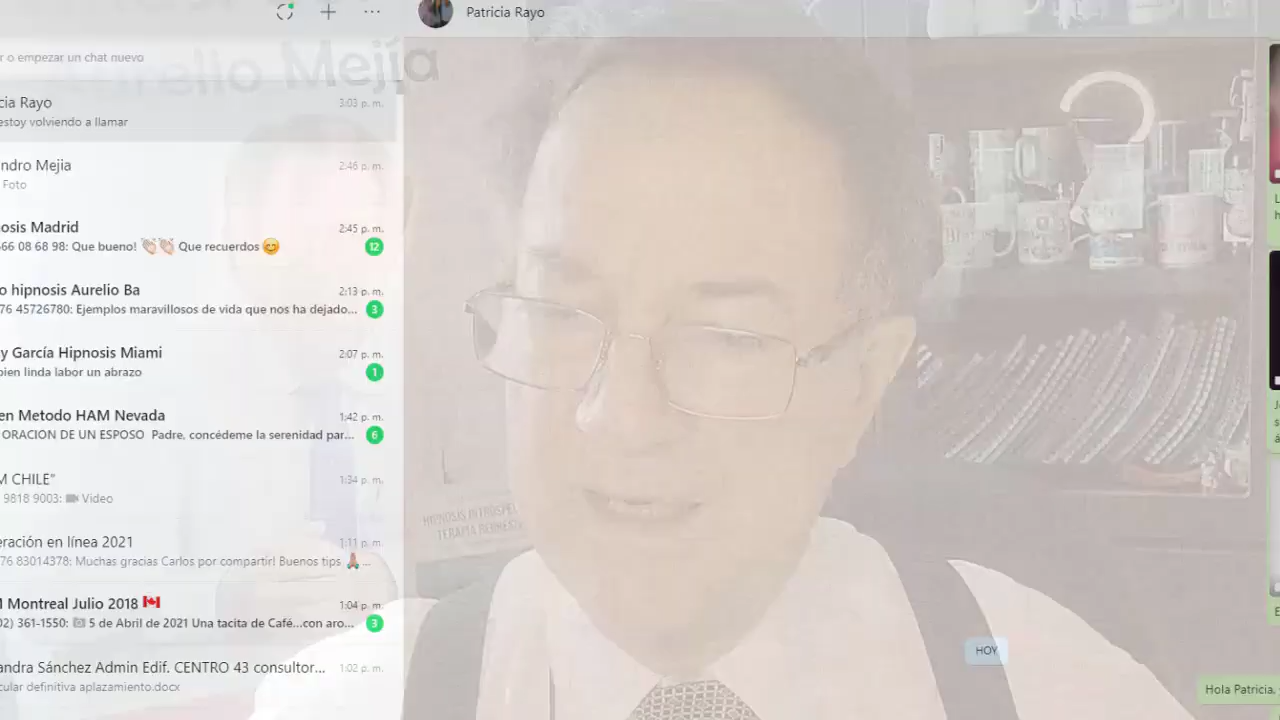 Patricia Rayo
r o empezar un chat nuevo
Aurelio Mejía
cia Rayo 3:03 p. m.
estoy volviendo a llamar
ndro Mejia 2:46 p. m.
Foto
osis Madrid 2:45 p. m.
666 08 68 98: Que bueno! 👏🏻👏🏻 Que recuerdos 😊 12
o hipnosis Aurelio Ba 2:13 p. m.
76 45726780: Ejemplos maravillosos de vida que nos ha dejado... 3
y García Hipnosis Miami 2:07 p. m.
bien linda labor un abrazo 1
en Metodo HAM Nevada 1:42 p. m.
ORACION DE UN ESPOSO Padre, concédeme la serenidad par... 6
M CHILE" 1:34 p. m.
9818 9003: Video
eración en línea 2021 1:11 p. m.
76 83014378: Muchas gracias Carlos por compartir! Buenos tips 🙏🏽...
HIPNOSIS INTROSPE
TERAPIA REGRES
M Montreal Julio 2018 🇨🇦 1:04 p. m.
02) 361-1550: 5 de Abril de 2021 Una tacita de Café...con aro... 3
andra Sánchez Admin Edif. CENTRO 43 consultor... 1:02 p. m.
cular definitiva aplazamiento.docx
HOY
Hola Patricia,